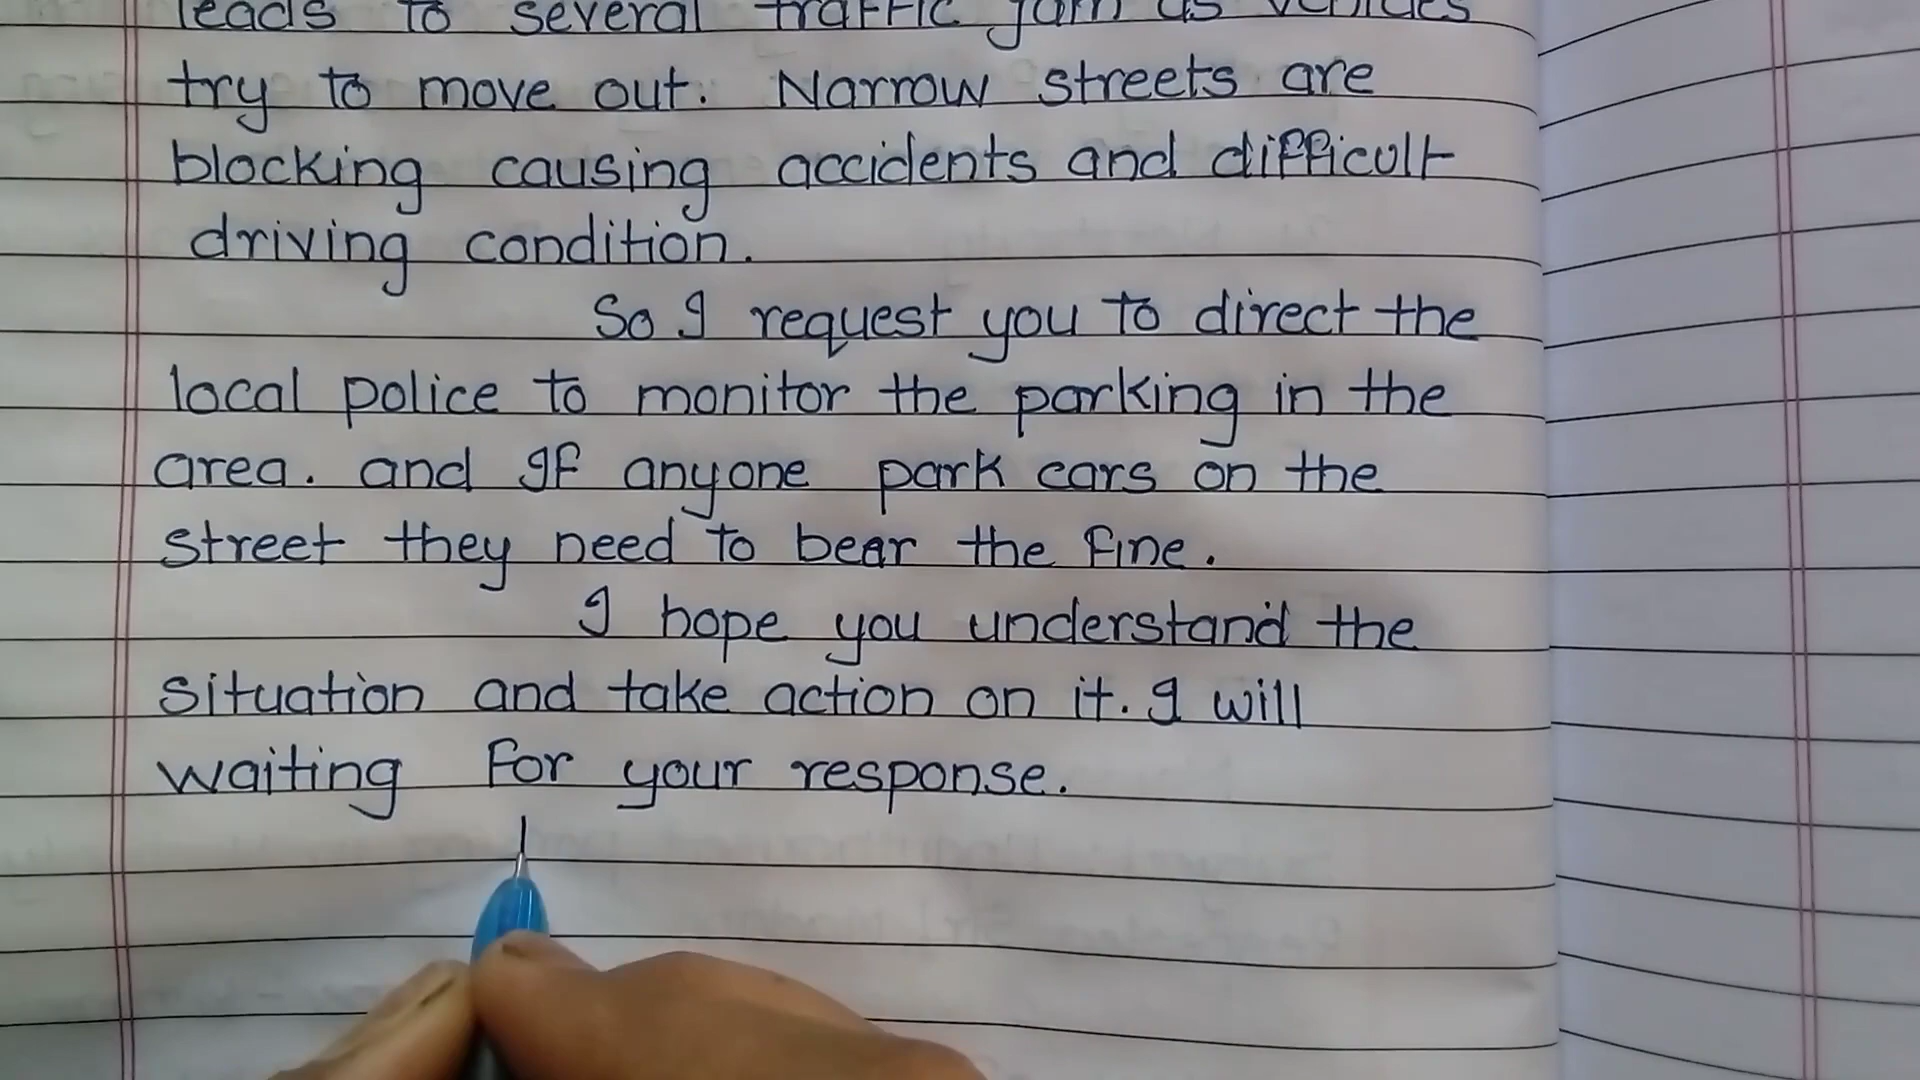 leads to several traffic jam as vehicles
try to move out. Narrow streets are
blocking causing accidents and difficult
driving condition.
So I request you to direct the
local police to monitor the parking in the
area. and If anyone park cars on the
street they need to bear the fine.
I hope you understand the
situation and take action on it. I will
waiting for your response.